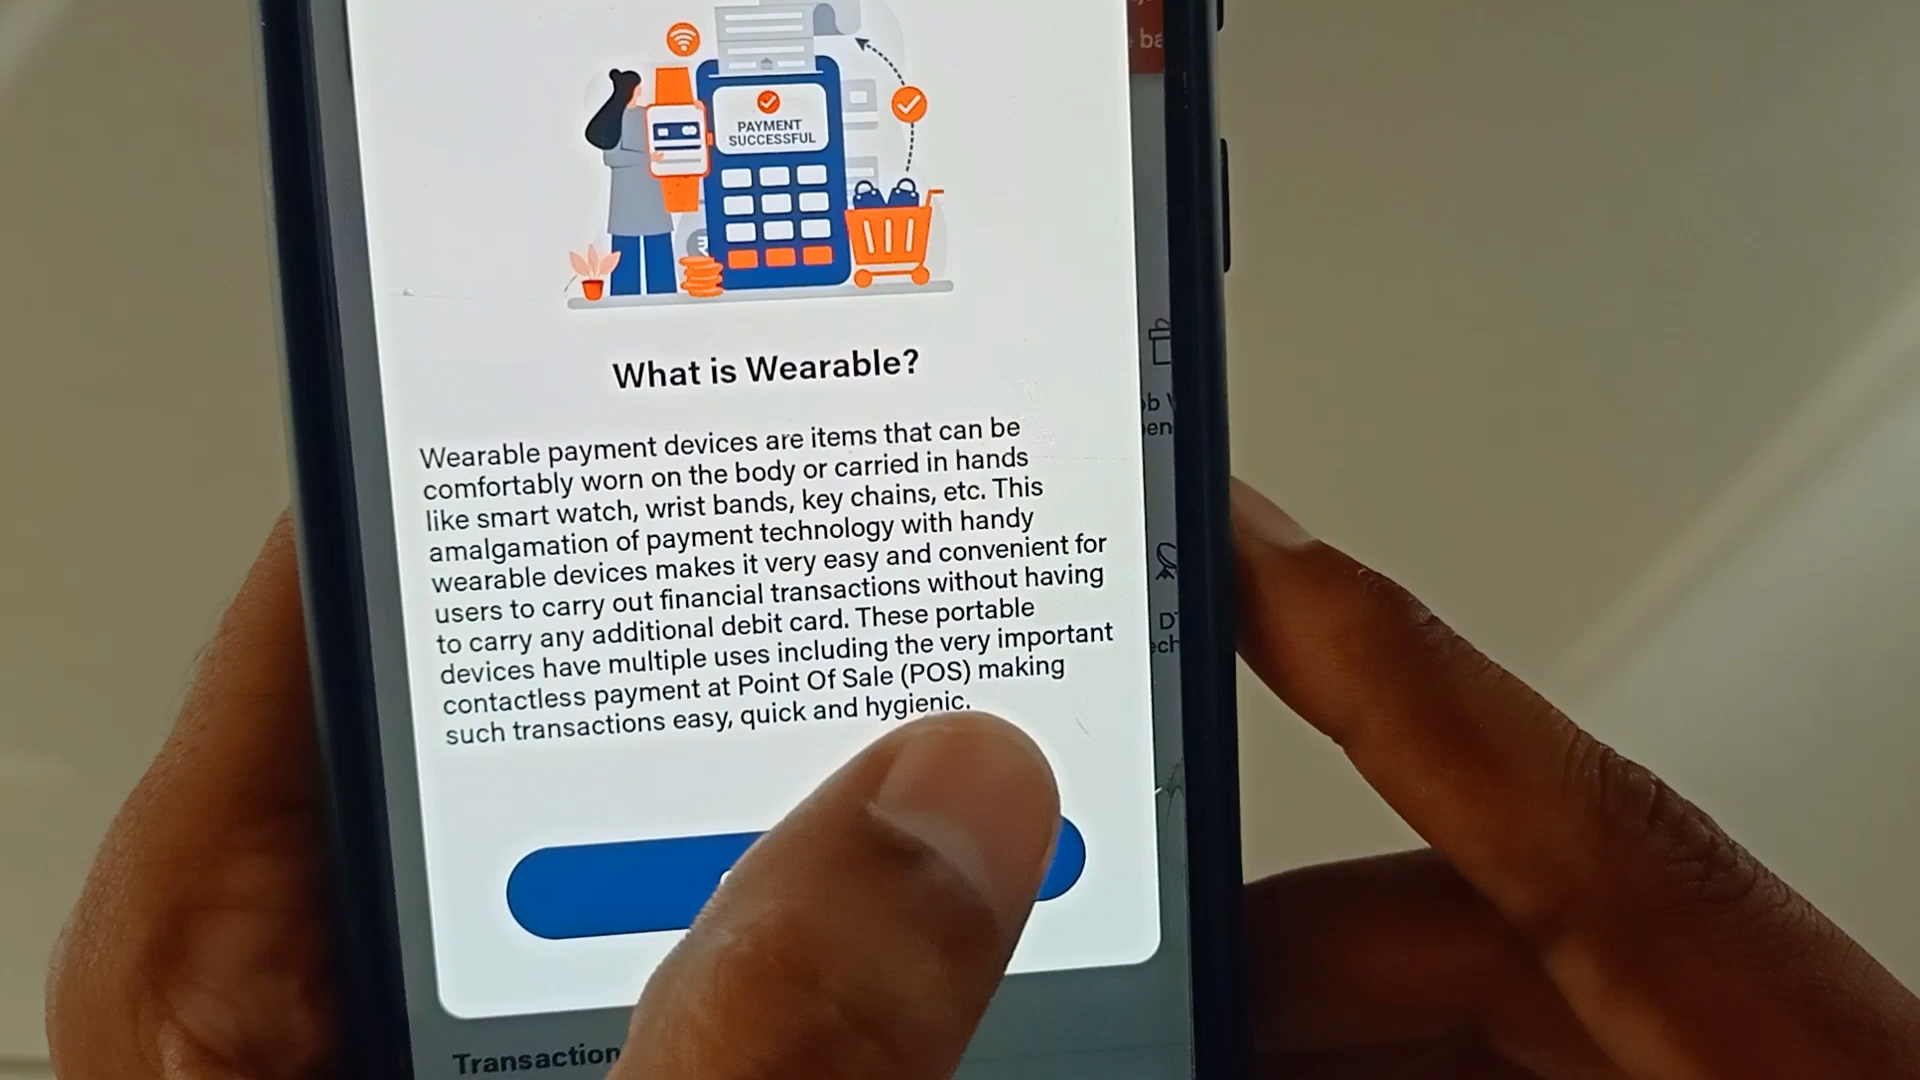 PAYMENT
SUCCESSFUL
What is Wearable?
Wearable payment devices are items that can be
comfortably worn on the body or carried in hands
like smart watch, wrist bands, key chains, etc. This
amalgamation of payment technology with handy
wearable devices makes it very easy and convenient for
users to carry out financial transactions without having
to carry any additional debit card. These portable
devices have multiple uses including the very important
contactless payment at Point Of Sale (POS) making
such transactions easy, quick and hygienic.
Transaction